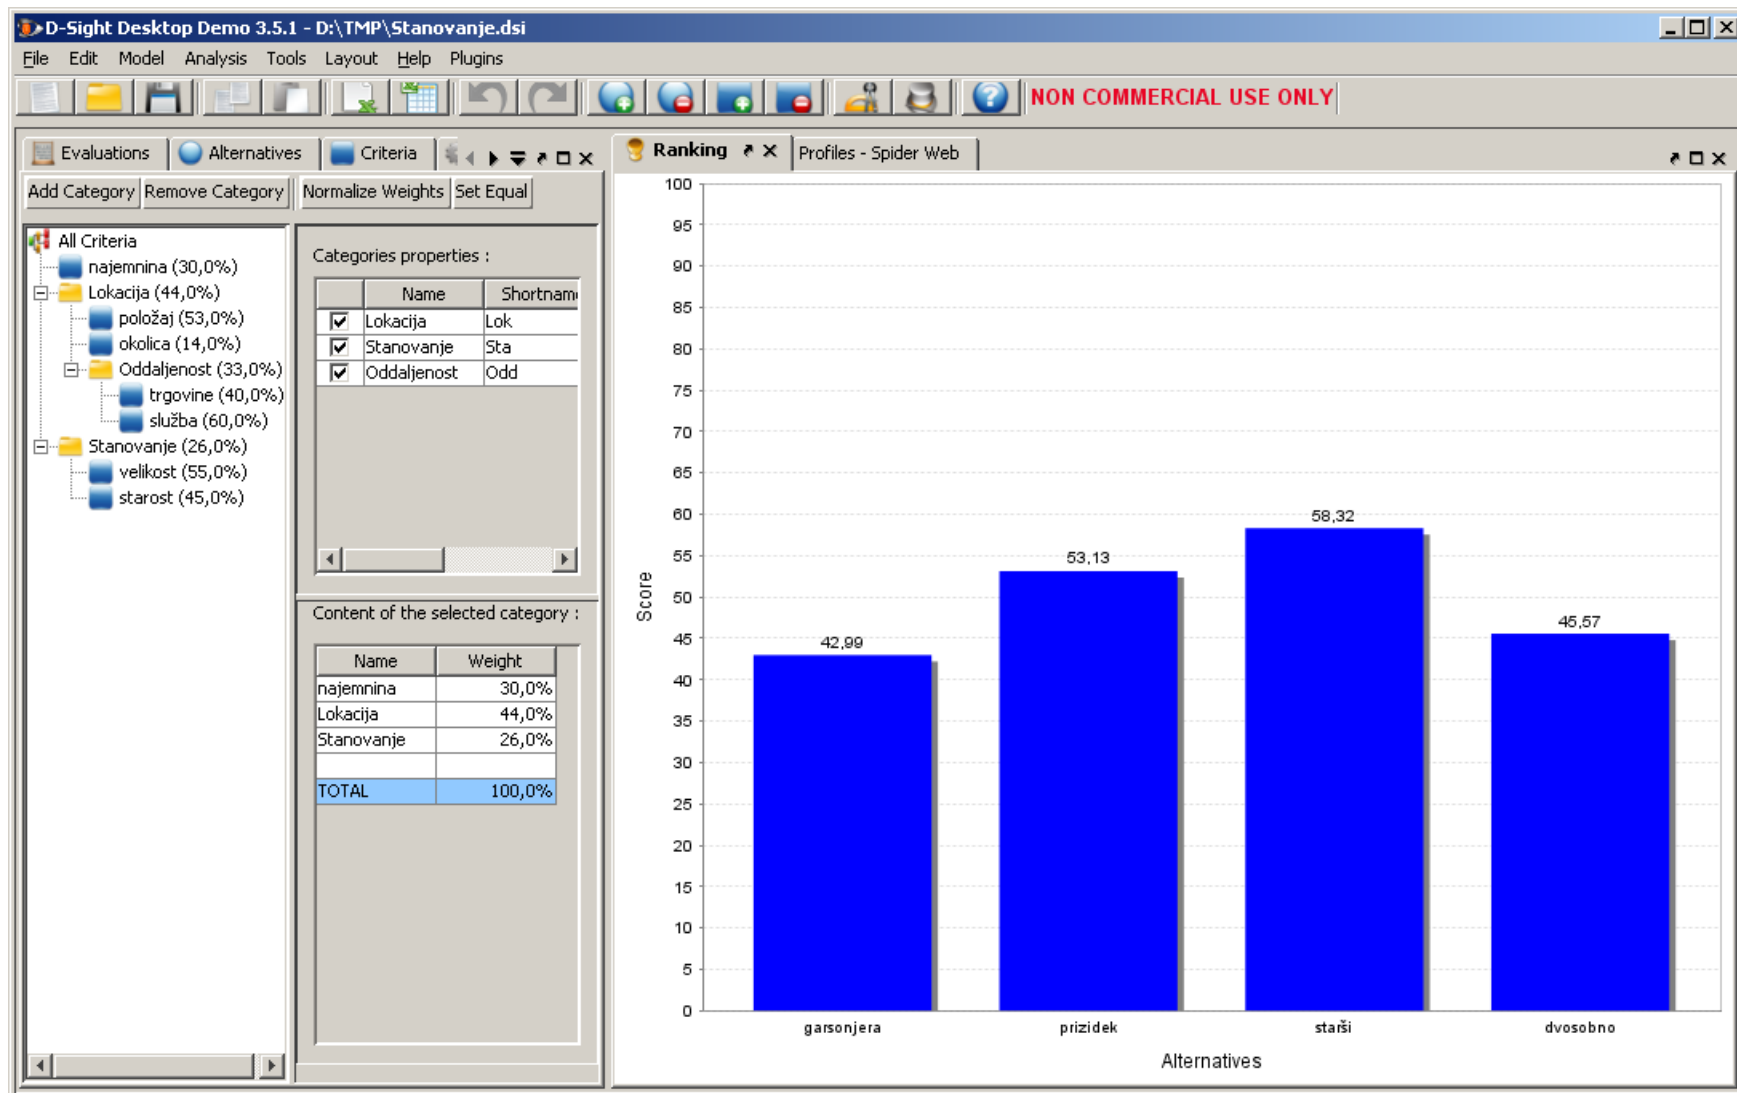 D-Sight Desktop Demo 3.5.1 - D:\TMP\Stanovanje.dsi
File Edit Model Analysis Tools Layout Help Plugins
NON COMMERCIAL USE ONLY
Evaluations Alternatives Criteria
Add Category Remove Category Normalize Weights Set Equal
All Criteria
najemnina (30,0%)
Lokacija (44,0%)
položaj (53,0%)
okolica (14,0%)
Oddaljenost (33,0%)
trgovine (40,0%)
služba (60,0%)
Stanovanje (26,0%)
velikost (55,0%)
starost (45,0%)
Categories properties :
Name Shortnam
Lokacija Lok
Stanovanje Sta
Oddaljenost Odd
Content of the selected category :
Name Weight
najemnina 30,0%
Lokacija 44,0%
Stanovanje 26,0%
TOTAL 100,0%
Ranking Profiles - Spider Web
100
95
90
85
80
75
70
65
60
55
50
45
40
35
30
25
20
15
10
5
0
Score
42,99
53,13
58,32
45,57
garsonjera prizidek starši dvosobno
Alternatives